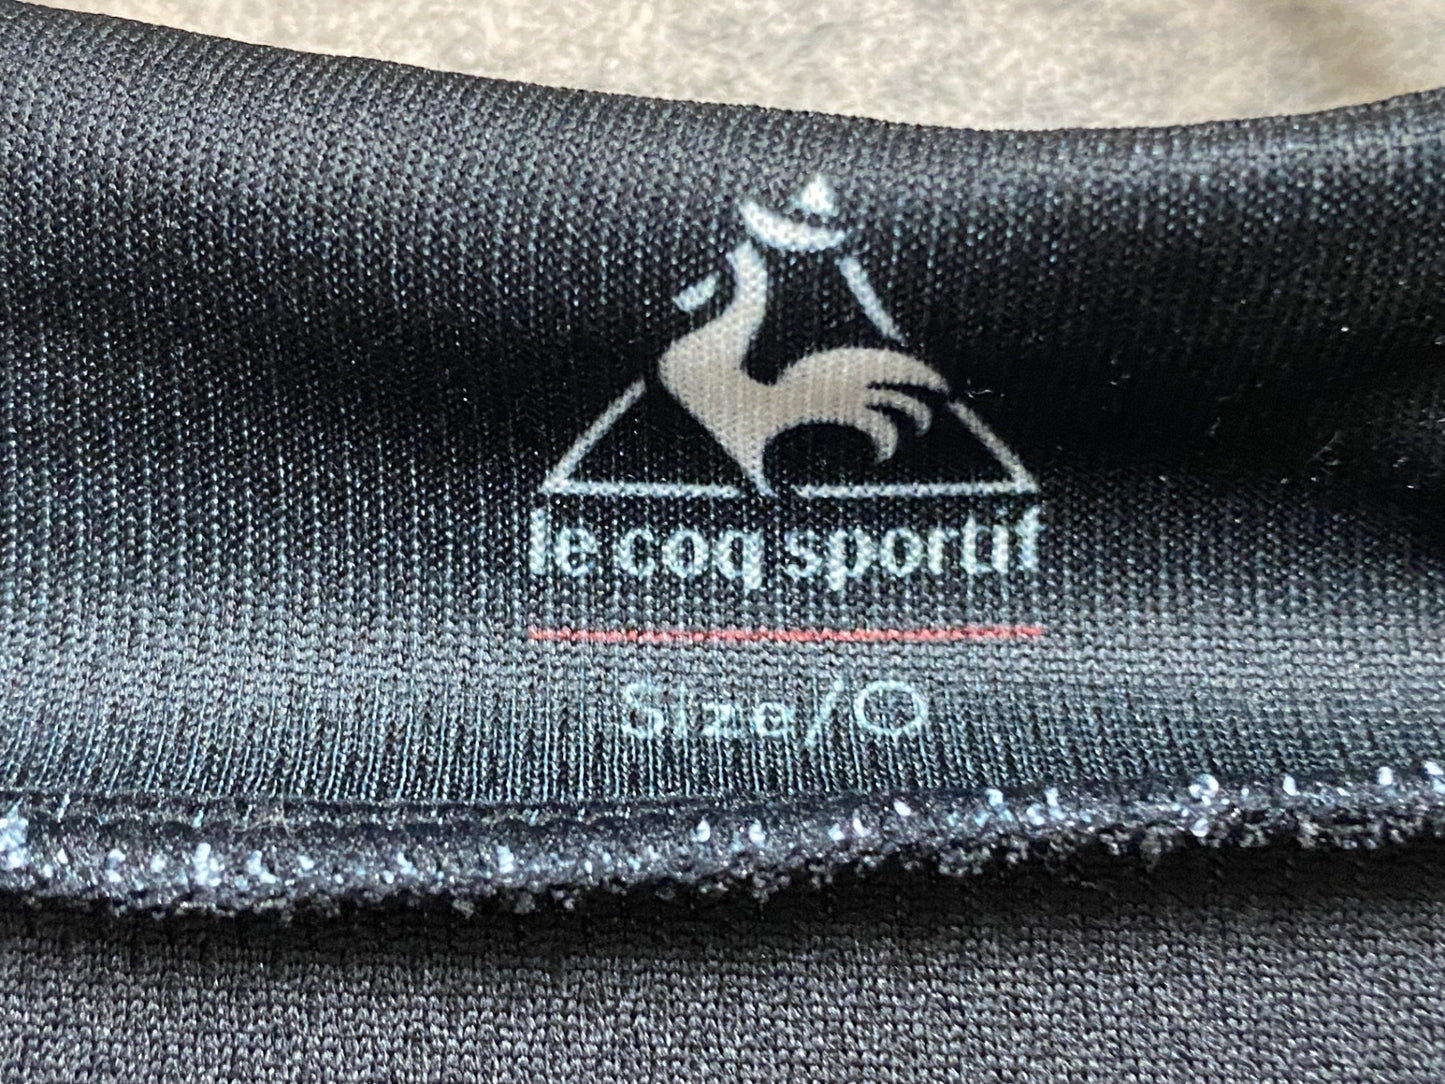 le coq sportif
Size/O